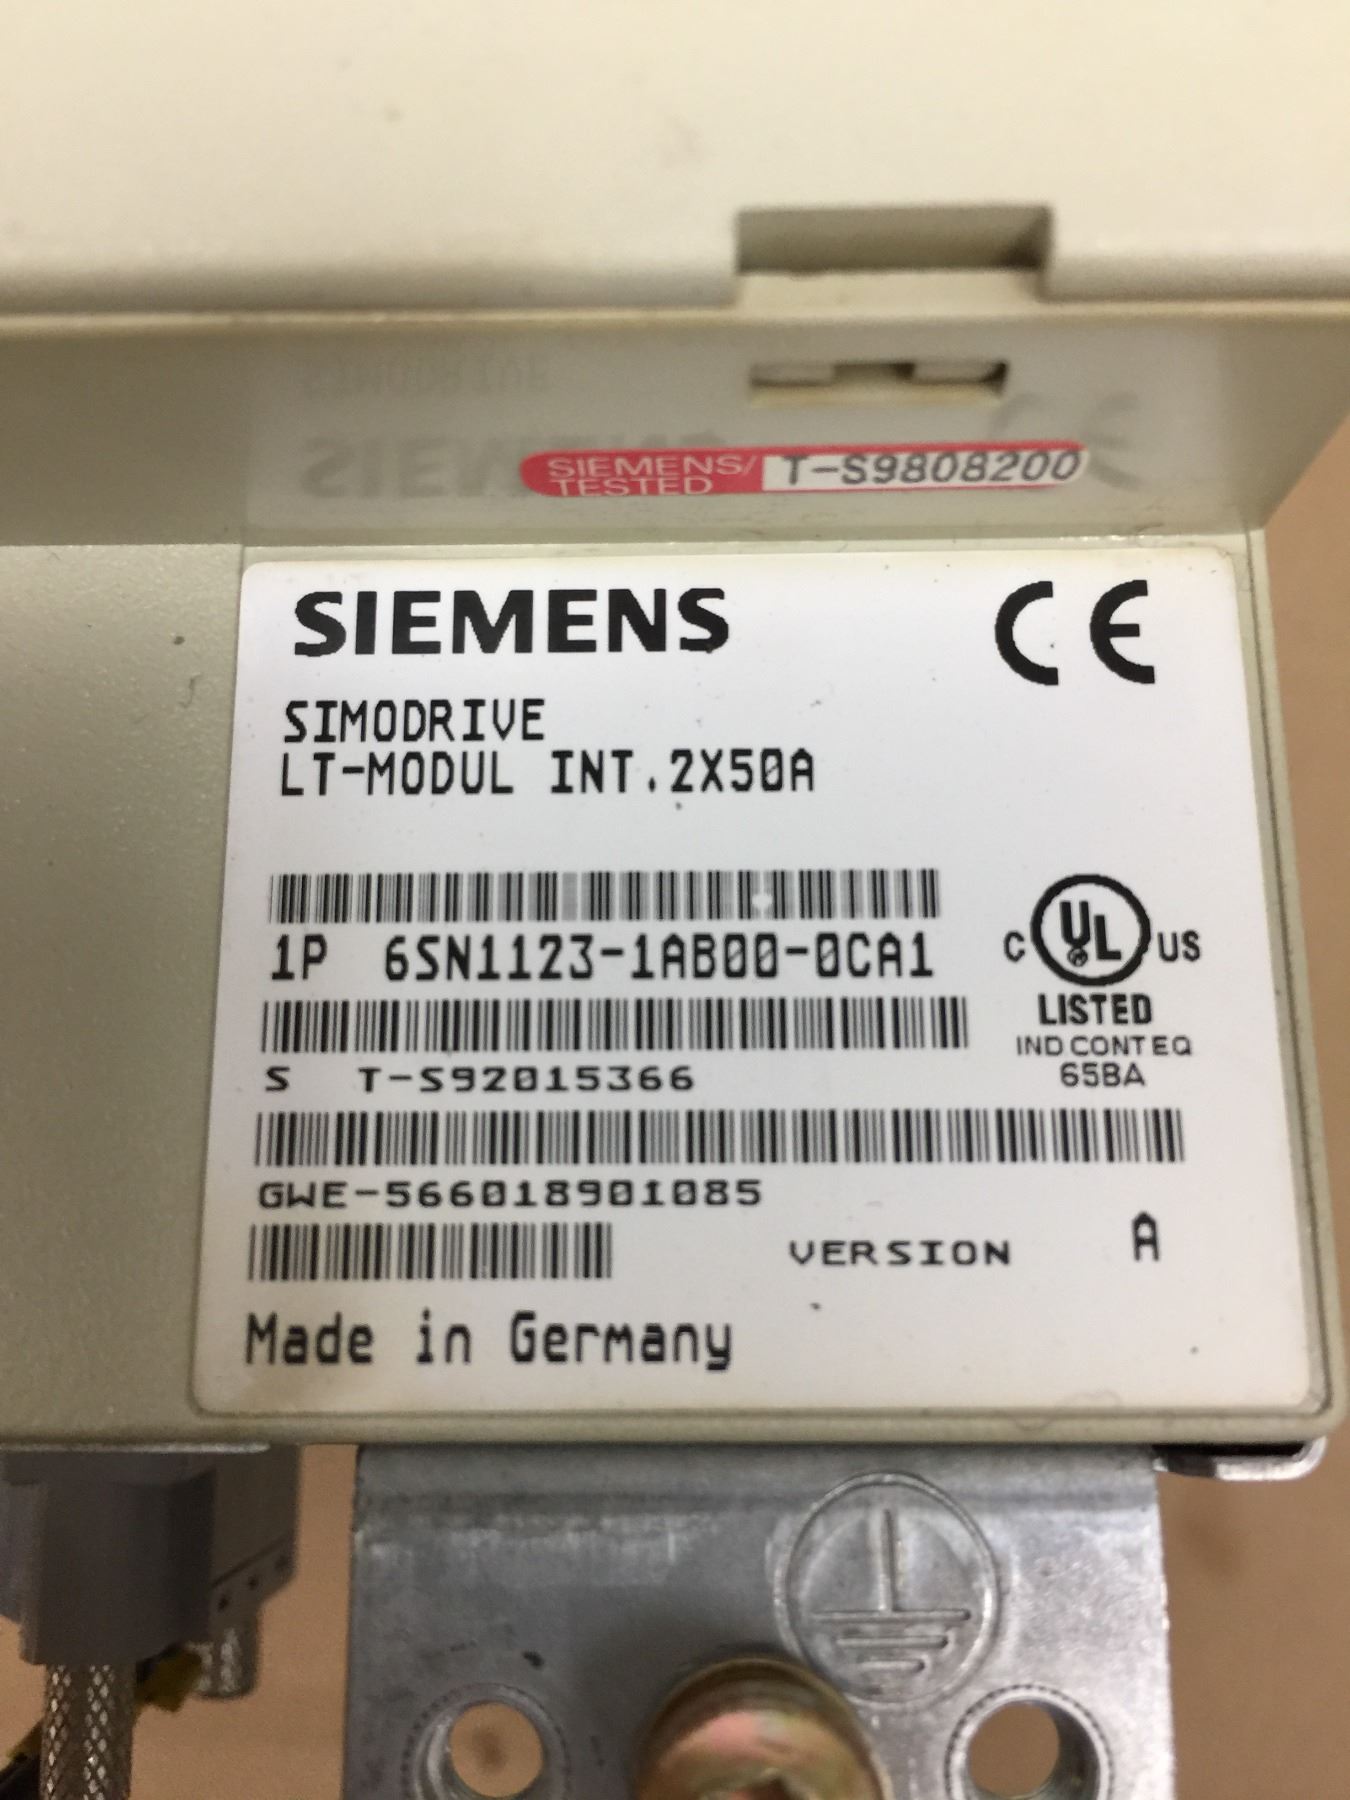 SIEMENS/ T-S9808200
TESTED
SIEMENS CE
SIMODRIVE
LT-MODUL INT.2X50A
1P 6SN1123-1AB00-0CA1
C UL® US
LISTED
IND CONT EQ
65BA
S T-S92015366
GWE-566018901085
VERSION A
Made in Germany